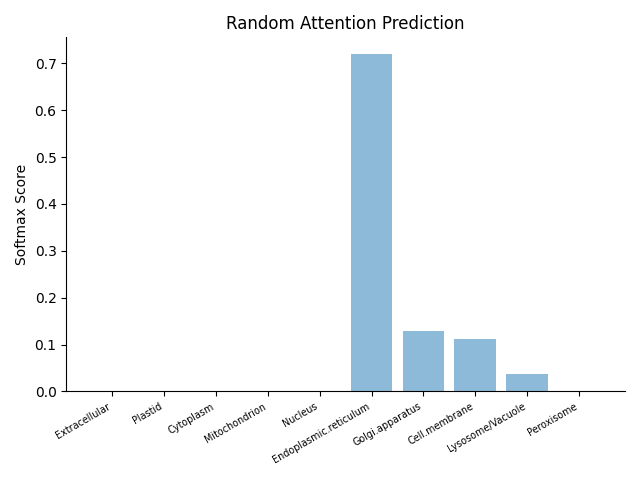 Random Attention Prediction
Softmax Score
0.7
0.6
0.5
0.4
0.3
0.2
0.1
0.0
Extracellular
Plastid
Cytoplasm
Mitochondrion
Nucleus
Endoplasmic.reticulum
Golgi.apparatus
Cell.membrane
Lysosome/Vacuole
Peroxisome